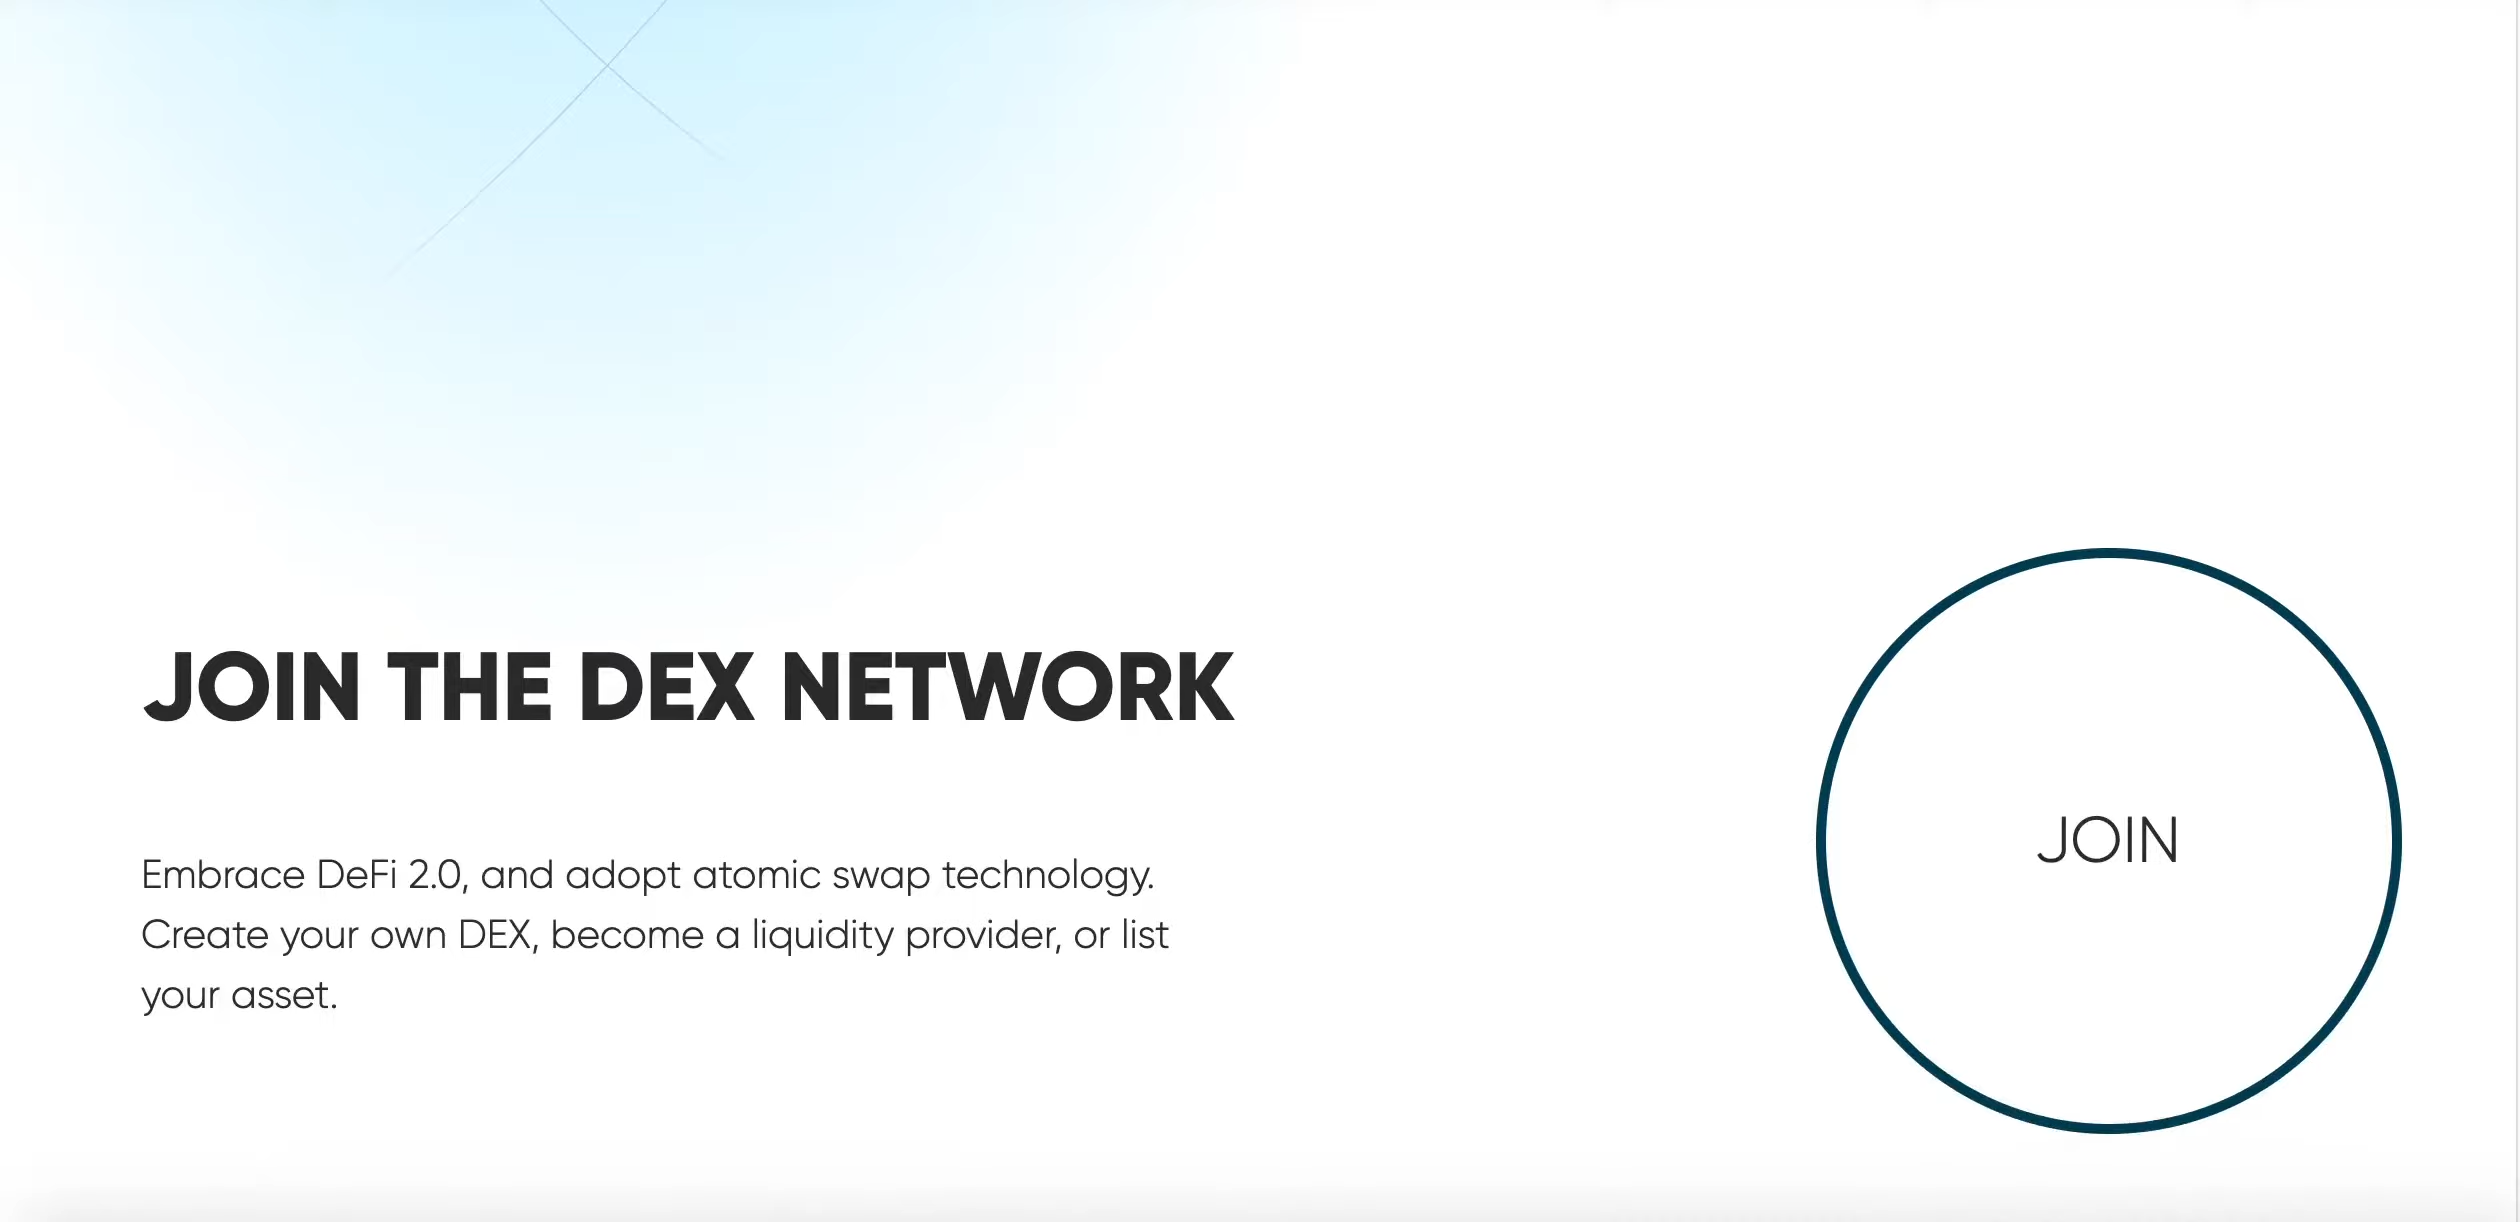 JOIN THE DEX NETWORK
Embrace DeFi 2.0, and adopt atomic swap technology.
Create your own DEX, become a liquidity provider, or list
your asset.
JOIN